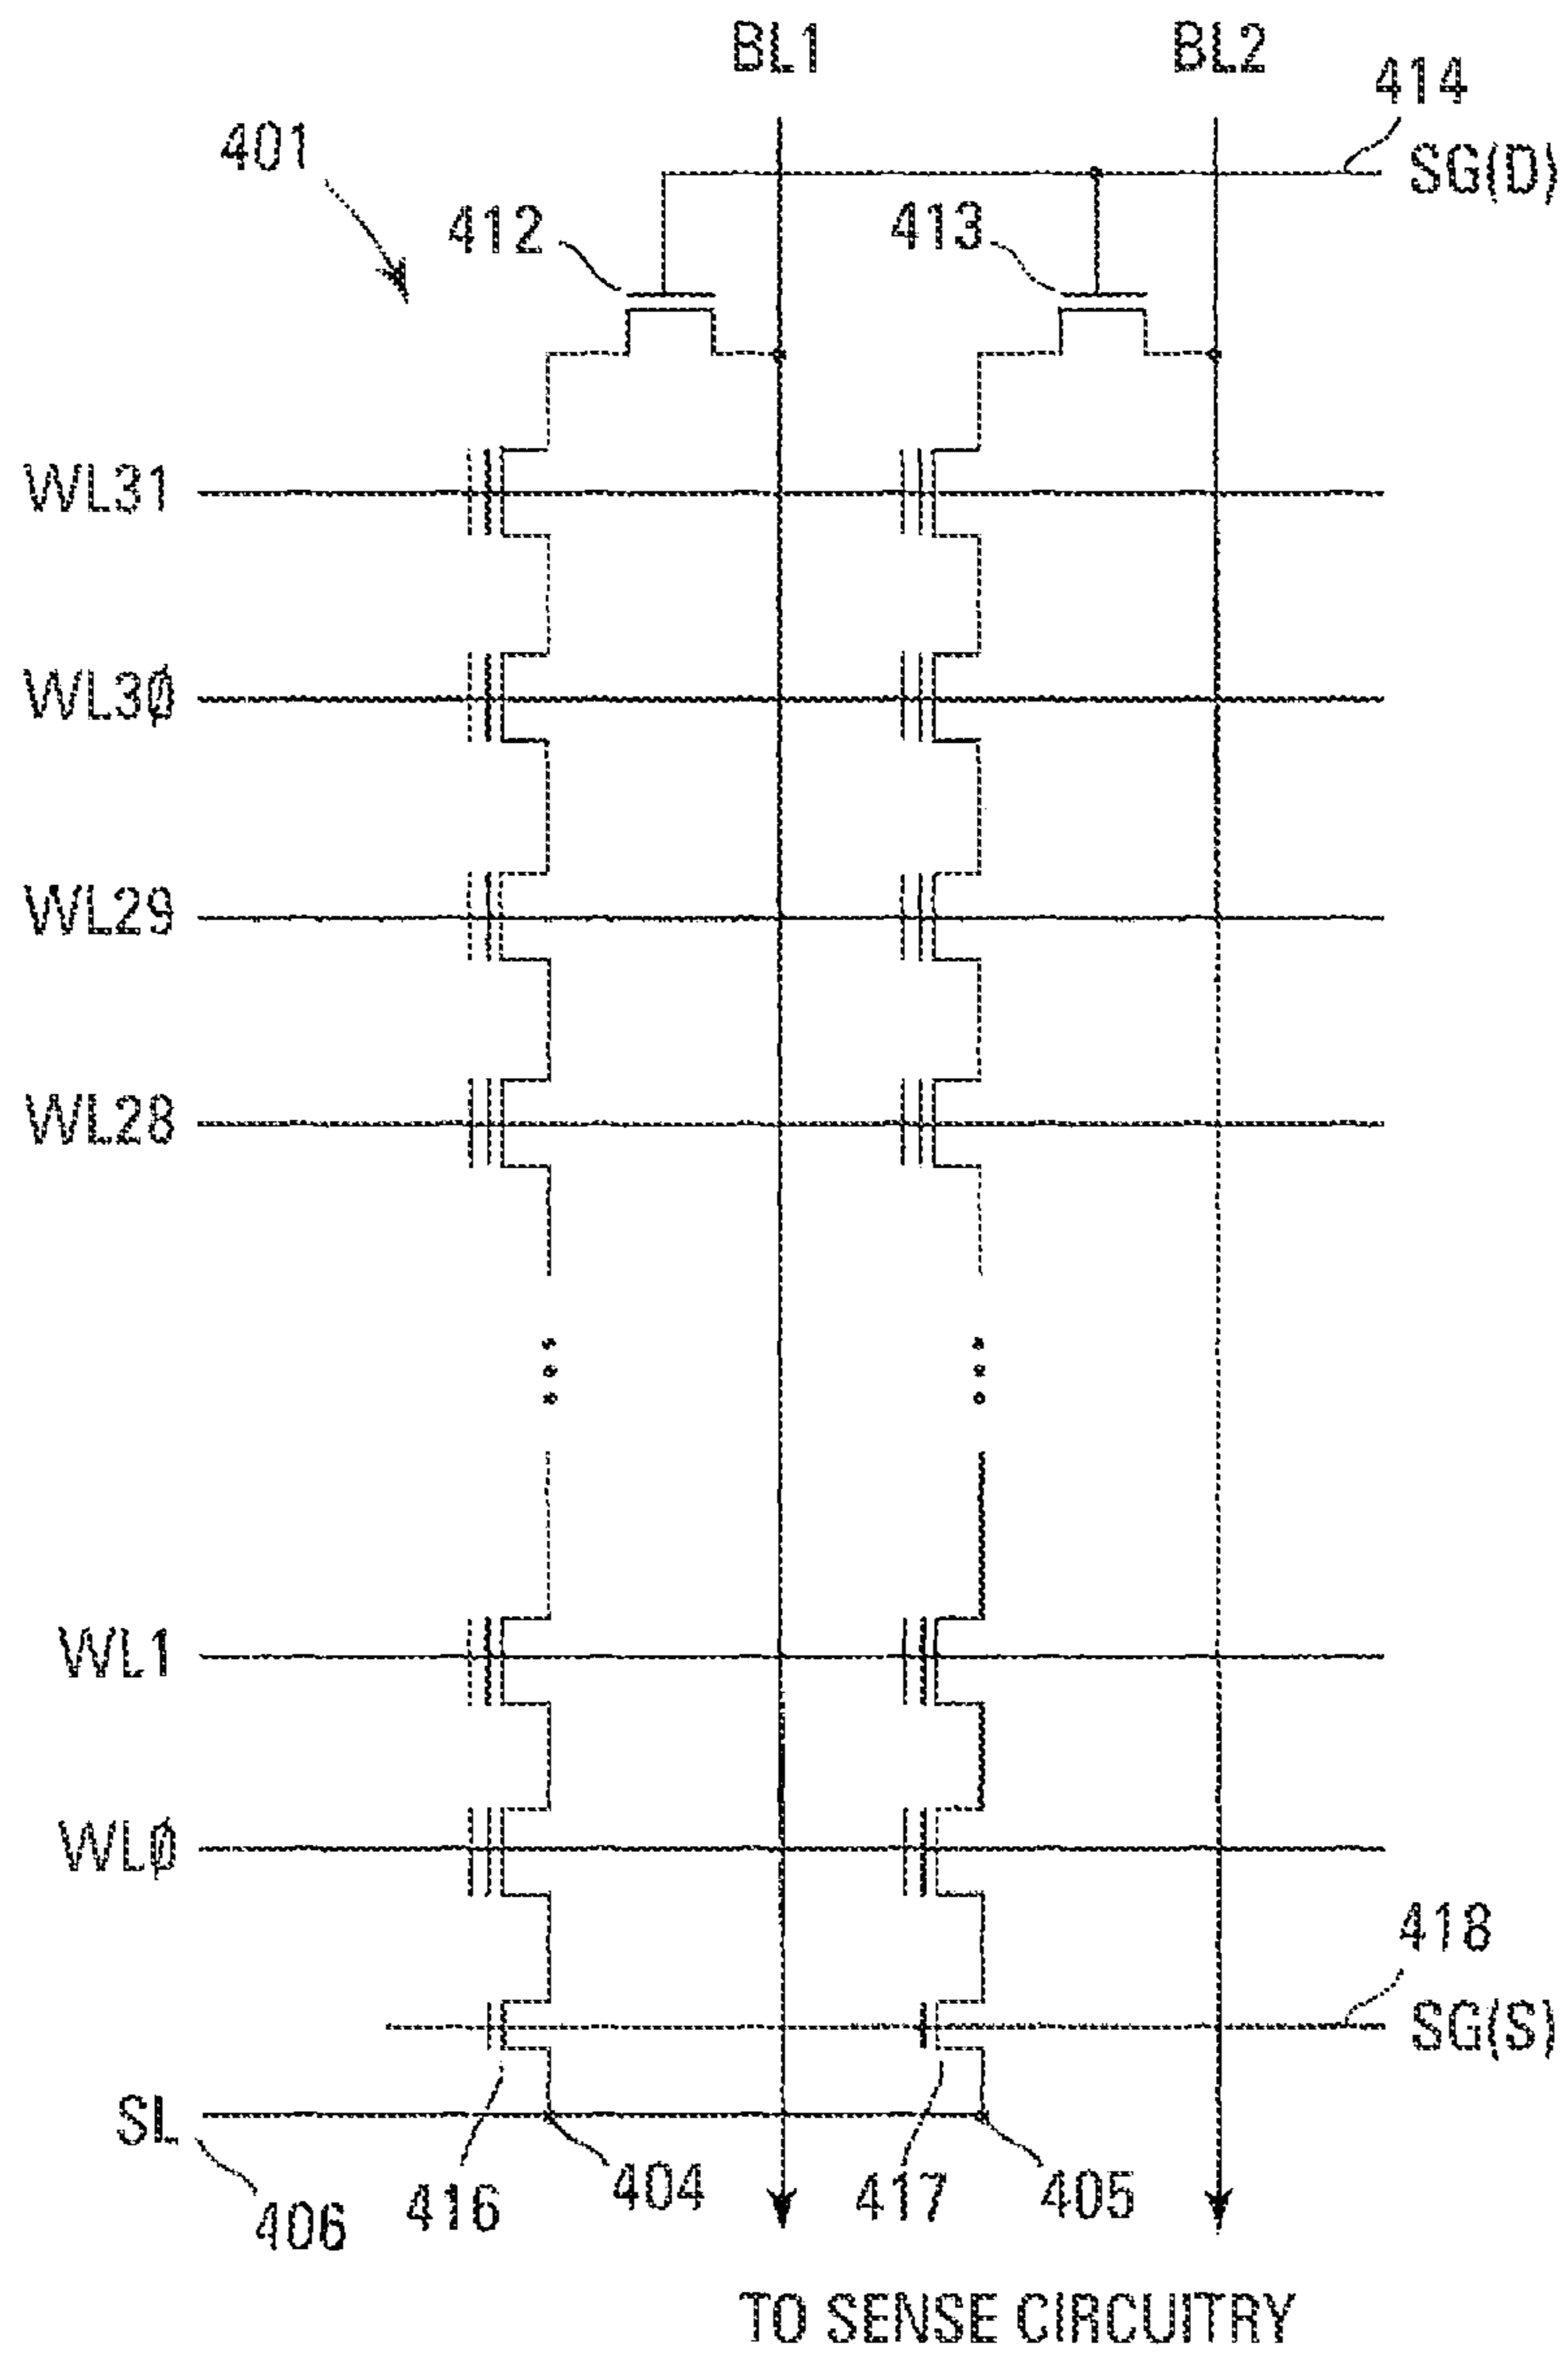 BL1
BL2
414
SG(D)
401
412
413
WL31
WL3Ø
WL29
WL28
WL1
WLØ
418
SG(S)
SL
406
416
404
417
405
TO SENSE CIRCUITRY